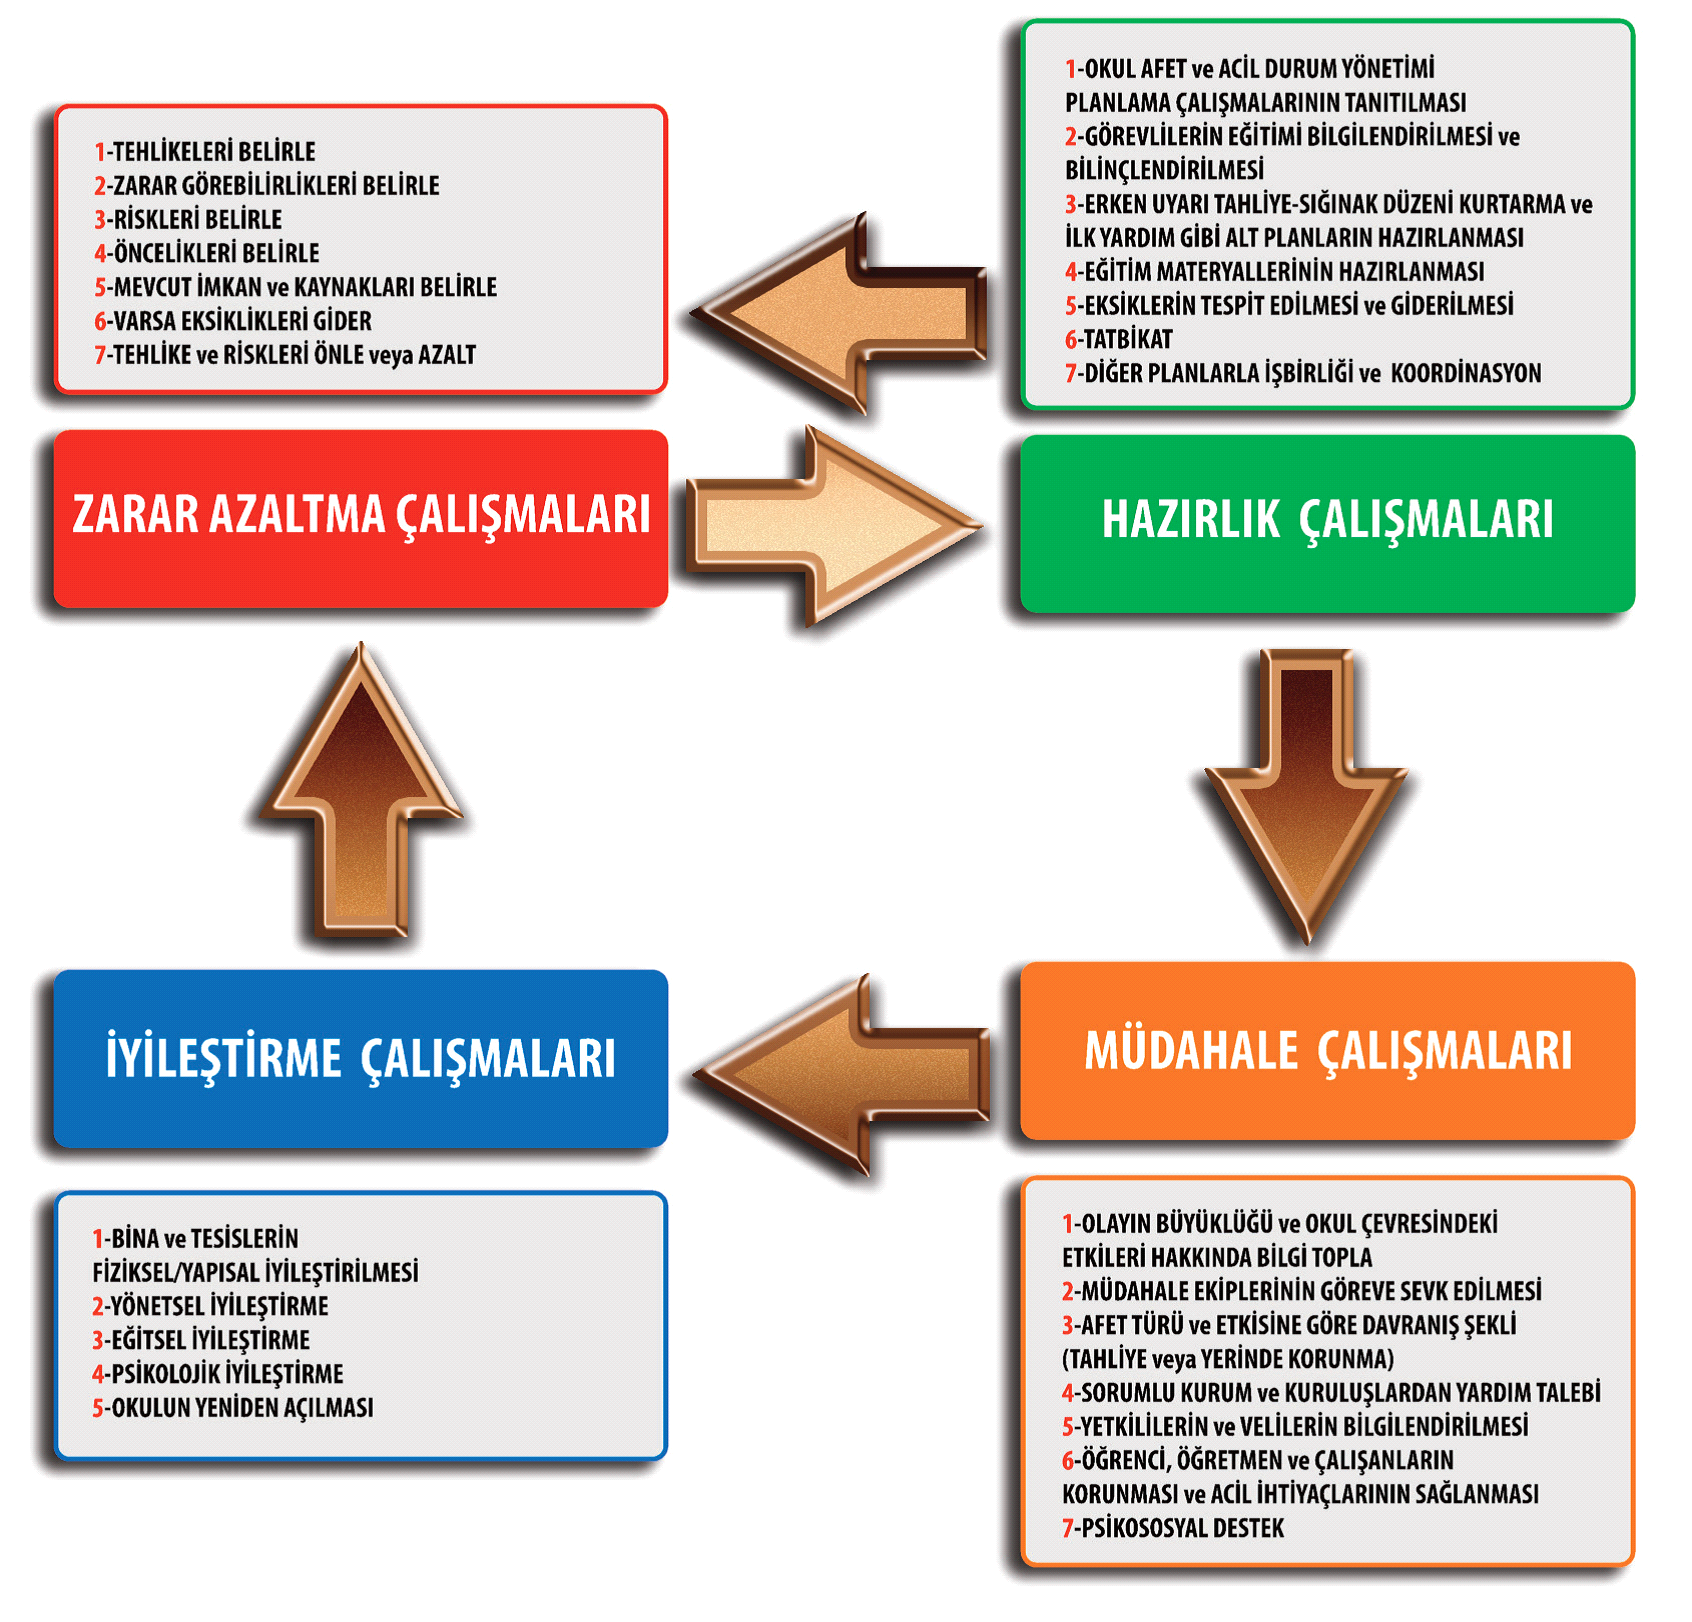 1-TEHLİKELERİ BELİRLE
2-ZARAR GÖREBİLİRLİKLERİ BELİRLE
3-RİSKLERİ BELİRLE
4-ÖNCELİKLERİ BELİRLE
5-MEVCUT İMKAN ve KAYNAKLARI BELİRLE
6-VARSA EKSİKLİKLERİ GİDER
7-TEHLİKE ve RİSKLERİ ÖNLE veya AZALT
ZARAR AZALTMA ÇALIŞMALARI
1-OKUL AFET ve ACİL DURUM YÖNETİMİ
PLANLAMA ÇALIŞMALARININ TANITILMASI
2-GÖREVLİLERİN EĞİTİMİ BİLGİLENDİRİLMESİ ve
BİLİNÇLENDİRİLMESİ
3-ERKEN UYARI TAHLİYE-SIĞINAK DÜZENİ KURTARMA ve
İLK YARDIM GİBİ ALT PLANLARIN HAZIRLANMASI
4-EĞİTİM MATERYALLERİNİN HAZIRLANMASI
5-EKSİKLERİN TESPİT EDİLMESİ ve GİDERİLMESİ
6-TATBİKAT
7-DİĞER PLANLARLA İŞBİRLİĞİ ve KOORDİNASYON
HAZIRLIK ÇALIŞMALARI
MÜDAHALE ÇALIŞMALARI
1-OLAYIN BÜYÜKLÜĞÜ ve OKUL ÇEVRESİNDEKİ
ETKİLERİ HAKKINDA BİLGİ TOPLA
2-MÜDAHALE EKİPLERİNİN GÖREVE SEVK EDİLMESİ
3-AFET TÜRÜ ve ETKİSİNE GÖRE DAVRANIŞ ŞEKLİ
(TAHLİYE veya YERİNDE KORUNMA)
4-SORUMLU KURUM ve KURULUŞLARDAN YARDIM TALEBİ
5-YETKİLİLERİN ve VELİLERİN BİLGİLENDİRİLMESİ
6-ÖĞRENCİ, ÖĞRETMEN ve ÇALIŞANLARIN
KORUNMASI ve ACİL İHTİYAÇLARININ SAĞLANMASI
7-PSİKOSOSYAL DESTEK
İYİLEŞTİRME ÇALIŞMALARI
1-BİNA ve TESİSLERİN
FİZİKSEL/YAPISAL İYİLEŞTİRİLMESİ
2-YÖNETSEL İYİLEŞTİRME
3-EĞİTSEL İYİLEŞTİRME
4-PSİKOLOJİK İYİLEŞTİRME
5-OKULUN YENİDEN AÇILMASI